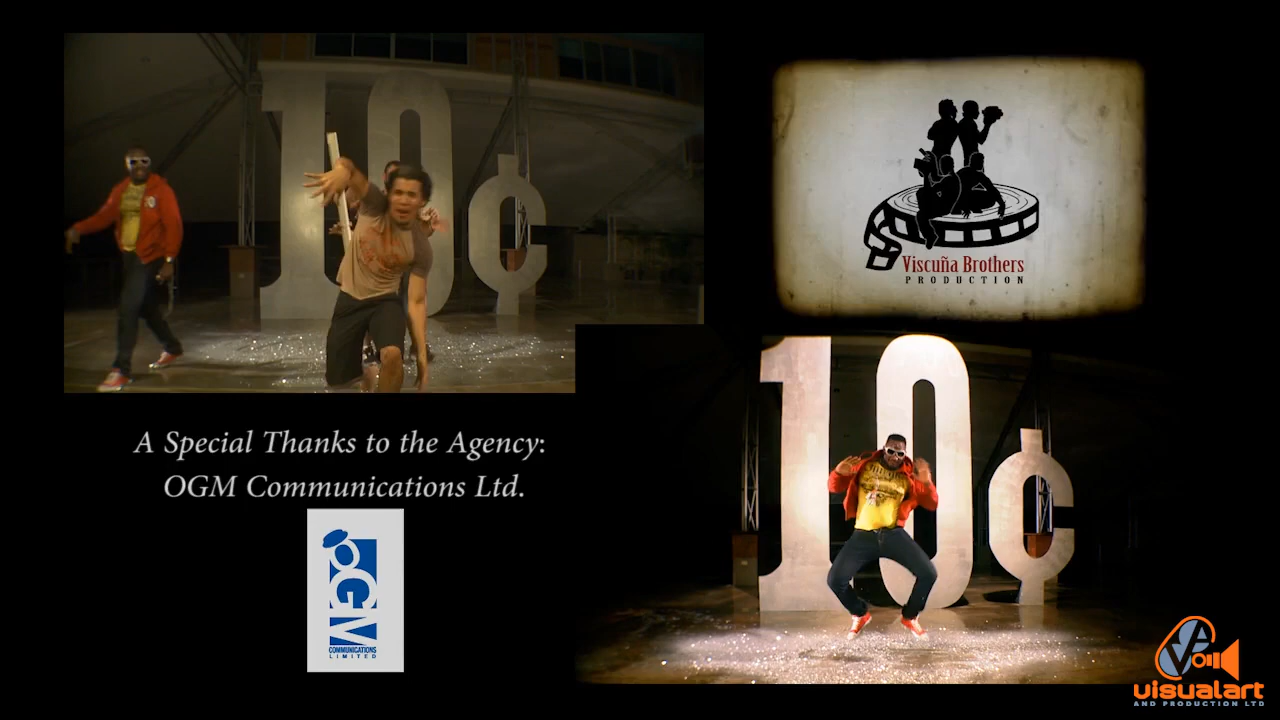 10¢
Viscuña Brothers
PRODUCTION
A Special Thanks to the Agency:
OGM Communications Ltd.
OGM
COMMUNICATIONS
LIMITED
10¢
VA
visualart
AND PRODUCTION LTD